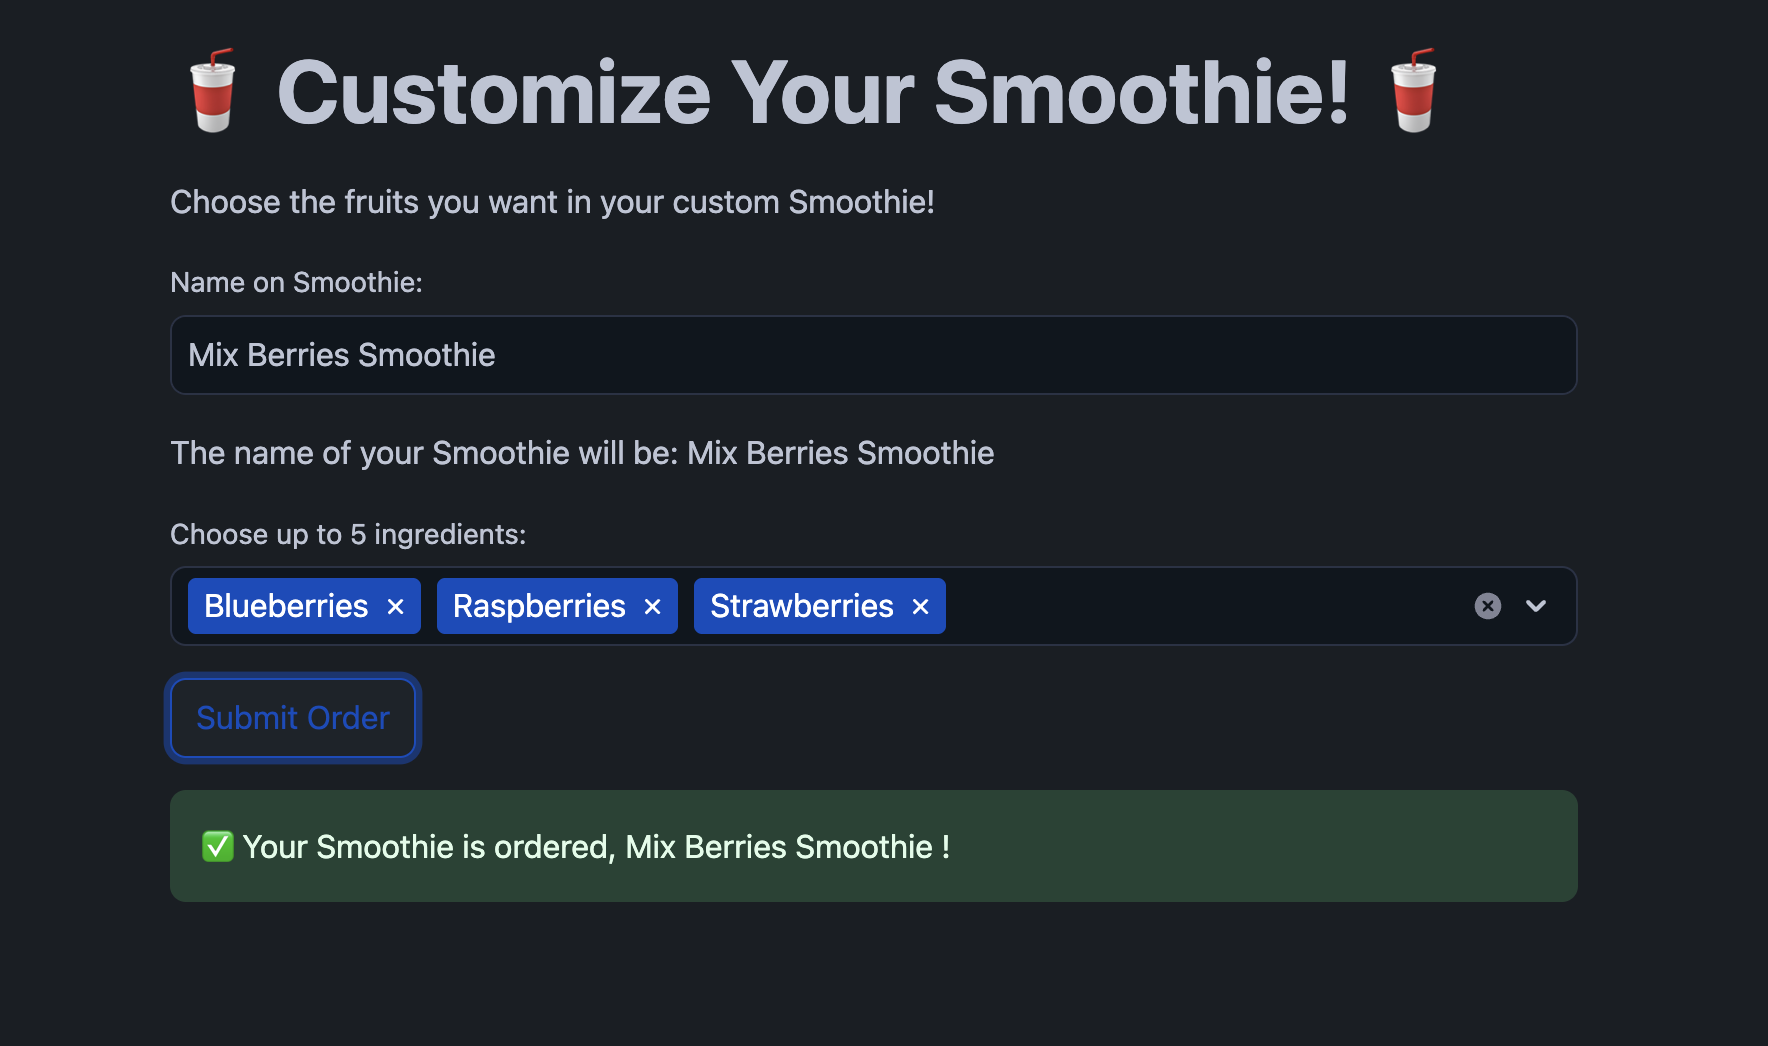 🥤 Customize Your Smoothie! 🥤
Choose the fruits you want in your custom Smoothie!
Name on Smoothie:
Mix Berries Smoothie
The name of your Smoothie will be: Mix Berries Smoothie
Choose up to 5 ingredients:
Blueberries Raspberries Strawberries
Submit Order
✅ Your Smoothie is ordered, Mix Berries Smoothie !